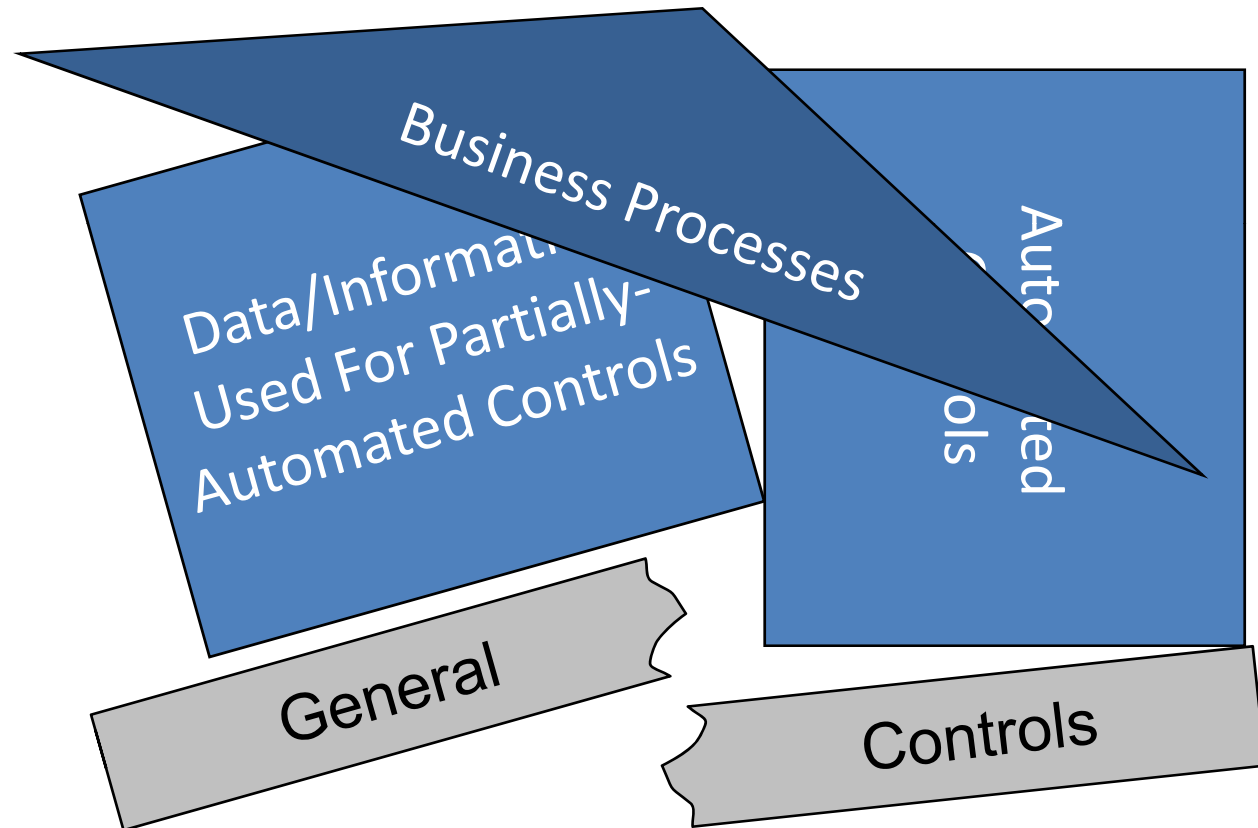 Business Processes
Data/Informati
Used For Partially-
Automated Controls
Auto ted
ols
General
Controls